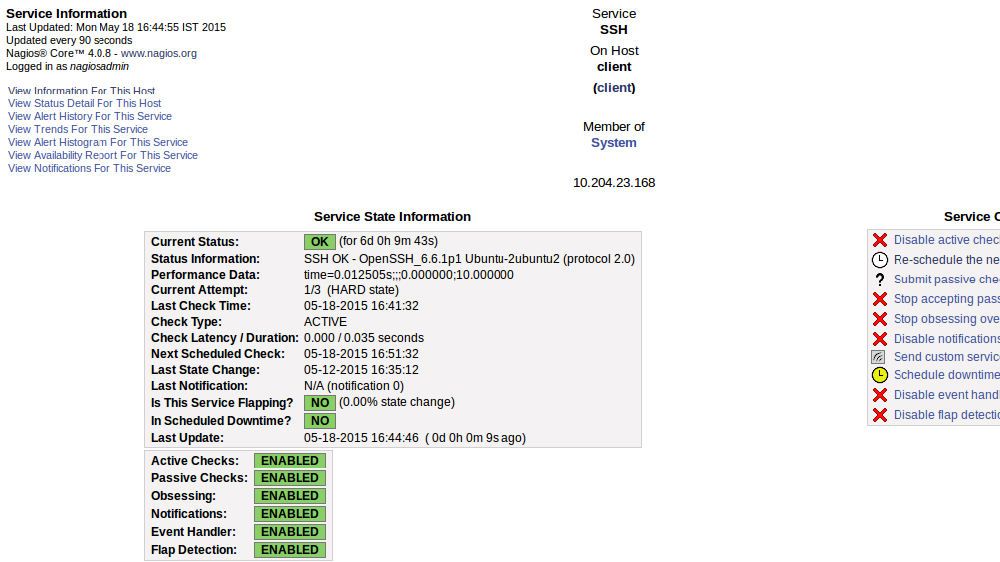 Service Information
Last Updated: Mon May 18 16:44:55 IST 2015
Updated every 90 seconds
Nagios® Core™ 4.0.8 - www.nagios.org
Logged in as nagiosadmin
View Information For This Host
View Status Detail For This Host
View Alert History For This Service
View Trends For This Service
View Alert Histogram For This Service
View Availability Report For This Service
View Notifications For This Service
Service
SSH
On Host
client
(client)
Member of
System
10.204.23.168
Service State Information
Current Status: OK (for 6d 0h 9m 43s)
Status Information: SSH OK - OpenSSH_6.6.1p1 Ubuntu-2ubuntu2 (protocol 2.0)
Performance Data: time=0.012505s;;;0.000000;10.000000
Current Attempt: 1/3 (HARD state)
Last Check Time: 05-18-2015 16:41:32
Check Type: ACTIVE
Check Latency / Duration: 0.000 / 0.035 seconds
Next Scheduled Check: 05-18-2015 16:51:32
Last State Change: 05-12-2015 16:35:12
Last Notification: N/A (notification 0)
Is This Service Flapping? NO (0.00% state change)
In Scheduled Downtime? NO
Last Update: 05-18-2015 16:44:46 ( 0d 0h 0m 9s ago)
Active Checks: ENABLED
Passive Checks: ENABLED
Obsessing: ENABLED
Notifications: ENABLED
Event Handler: ENABLED
Flap Detection: ENABLED
Service
Disable active
Re-schedule the
? Submit passive
Stop accepting
Stop obsessing
Disable notifications
Send custom
Schedule downtime
Disable event
Disable flap